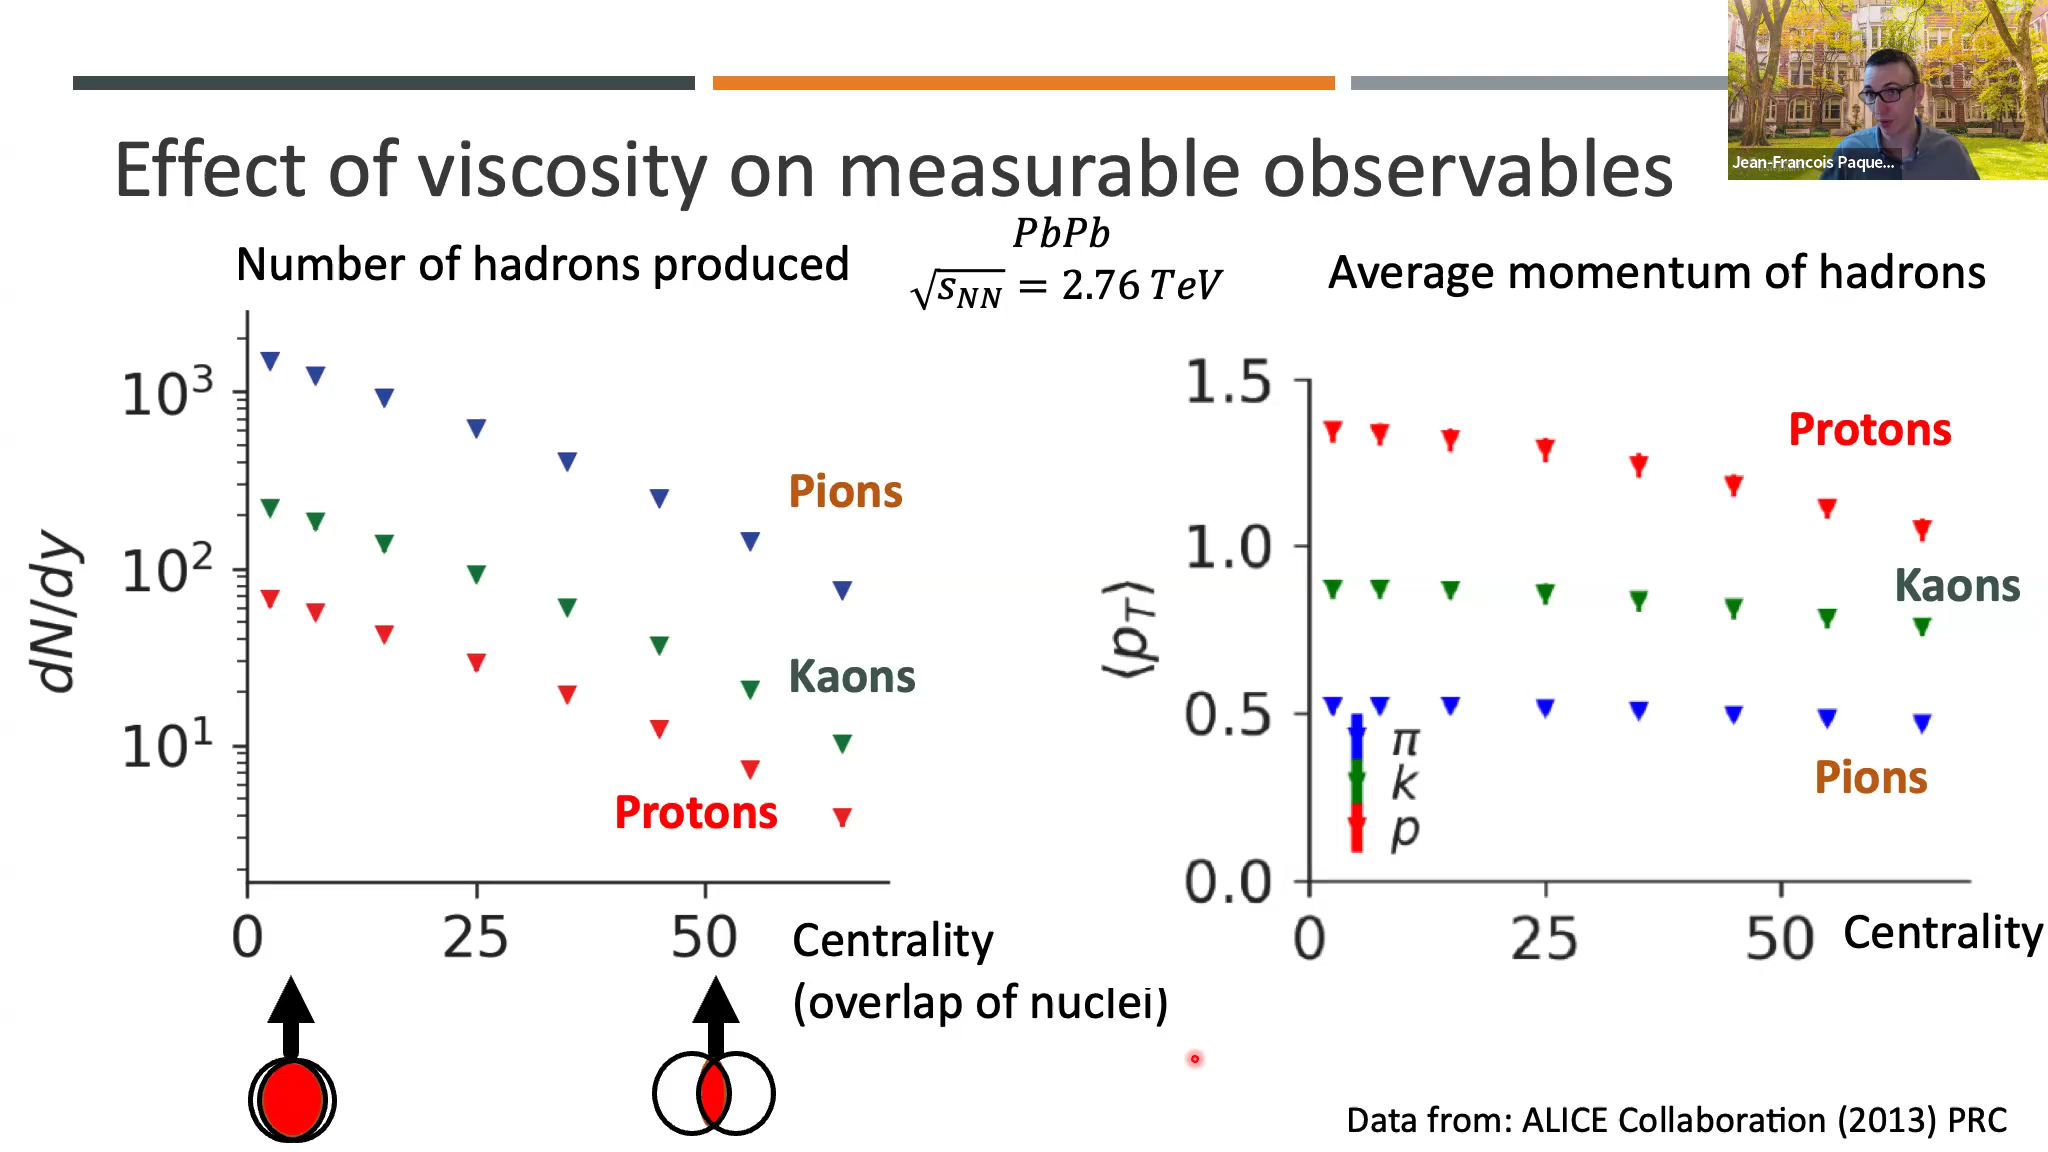 Jean-Francois Paque...
Effect of viscosity on measurable observables
Number of hadrons produced
PbPb
√s_NN = 2.76 TeV
Average momentum of hadrons
dN/dy
10³
10²
10¹
0
25
50
Pions
Kaons
Protons
Centrality
(overlap of nuclei)
⟨p_T⟩
1.5
1.0
0.5
0.0
0
25
50
Centrality
Protons
Kaons
Pions
π
k
p
Data from: ALICE Collaboration (2013) PRC